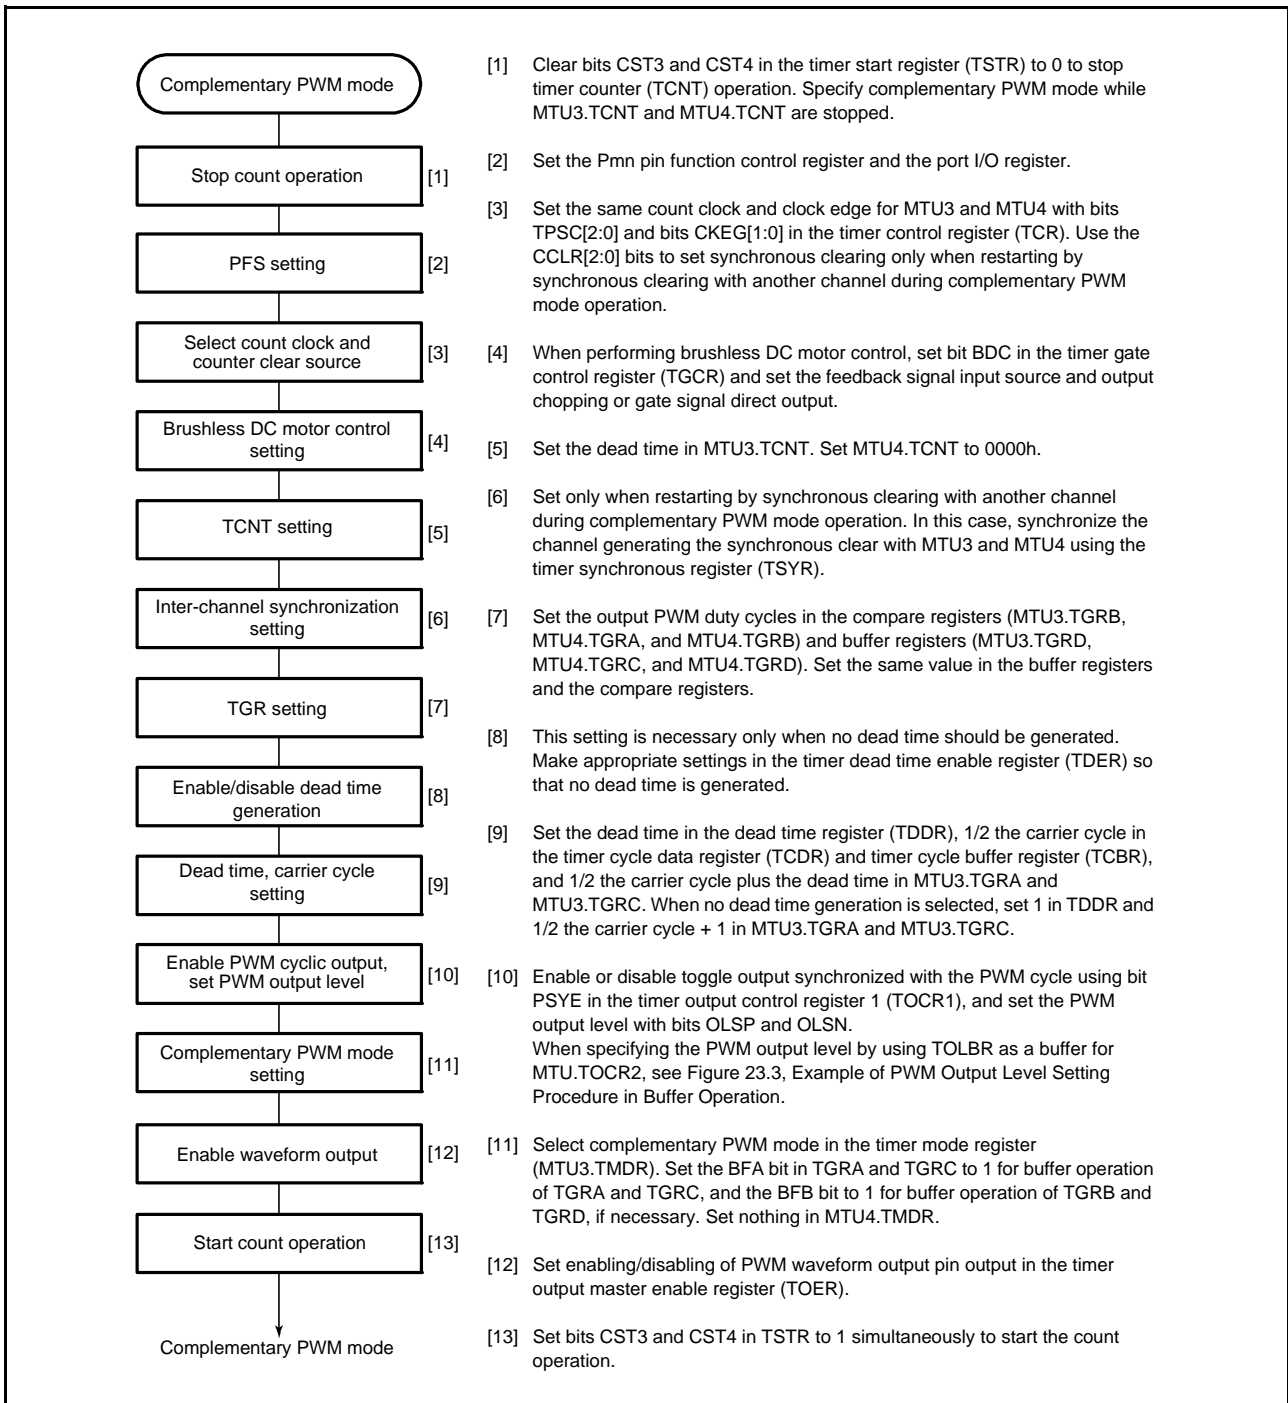 Complementary PWM mode
Stop count operation
[1]
PFS setting
[2]
Select count clock and
counter clear source
[3]
Brushless DC motor control
setting
[4]
TCNT setting
[5]
Inter-channel synchronization
setting
[6]
TGR setting
[7]
Enable/disable dead time
generation
[8]
Dead time, carrier cycle
setting
[9]
Enable PWM cyclic output,
set PWM output level
[10]
Complementary PWM mode
setting
[11]
Enable waveform output
[12]
Start count operation
[13]
Complementary PWM mode
[1] Clear bits CST3 and CST4 in the timer start register (TSTR) to 0 to stop
timer counter (TCNT) operation. Specify complementary PWM mode while
MTU3.TCNT and MTU4.TCNT are stopped.
[2] Set the Pmn pin function control register and the port I/O register.
[3] Set the same count clock and clock edge for MTU3 and MTU4 with bits
TPSC[2:0] and bits CKEG[1:0] in the timer control register (TCR). Use the
CCLR[2:0] bits to set synchronous clearing only when restarting by
synchronous clearing with another channel during complementary PWM
mode operation.
[4] When performing brushless DC motor control, set bit BDC in the timer gate
control register (TGCR) and set the feedback signal input source and output
chopping or gate signal direct output.
[5] Set the dead time in MTU3.TCNT. Set MTU4.TCNT to 0000h.
[6] Set only when restarting by synchronous clearing with another channel
during complementary PWM mode operation. In this case, synchronize the
channel generating the synchronous clear with MTU3 and MTU4 using the
timer synchronous register (TSYR).
[7] Set the output PWM duty cycles in the compare registers (MTU3.TGRB,
MTU4.TGRA, and MTU4.TGRB) and buffer registers (MTU3.TGRD,
MTU4.TGRC, and MTU4.TGRD). Set the same value in the buffer registers
and the compare registers.
[8] This setting is necessary only when no dead time should be generated.
Make appropriate settings in the timer dead time enable register (TDER) so
that no dead time is generated.
[9] Set the dead time in the dead time register (TDDR), 1/2 the carrier cycle in
the timer cycle data register (TCDR) and timer cycle buffer register (TCBR),
and 1/2 the carrier cycle plus the dead time in MTU3.TGRA and
MTU3.TGRC. When no dead time generation is selected, set 1 in TDDR and
1/2 the carrier cycle + 1 in MTU3.TGRA and MTU3.TGRC.
[10] Enable or disable toggle output synchronized with the PWM cycle using bit
PSYE in the timer output control register 1 (TOCR1), and set the PWM
output level with bits OLSP and OLSN.
When specifying the PWM output level by using TOLBR as a buffer for
MTU.TOCR2, see Figure 23.3, Example of PWM Output Level Setting
Procedure in Buffer Operation.
[11] Select complementary PWM mode in the timer mode register
(MTU3.TMDR). Set the BFA bit in TGRA and TGRC to 1 for buffer operation
of TGRA and TGRC, and the BFB bit to 1 for buffer operation of TGRB and
TGRD, if necessary. Set nothing in MTU4.TMDR.
[12] Set enabling/disabling of PWM waveform output pin output in the timer
output master enable register (TOER).
[13] Set bits CST3 and CST4 in TSTR to 1 simultaneously to start the count
operation.